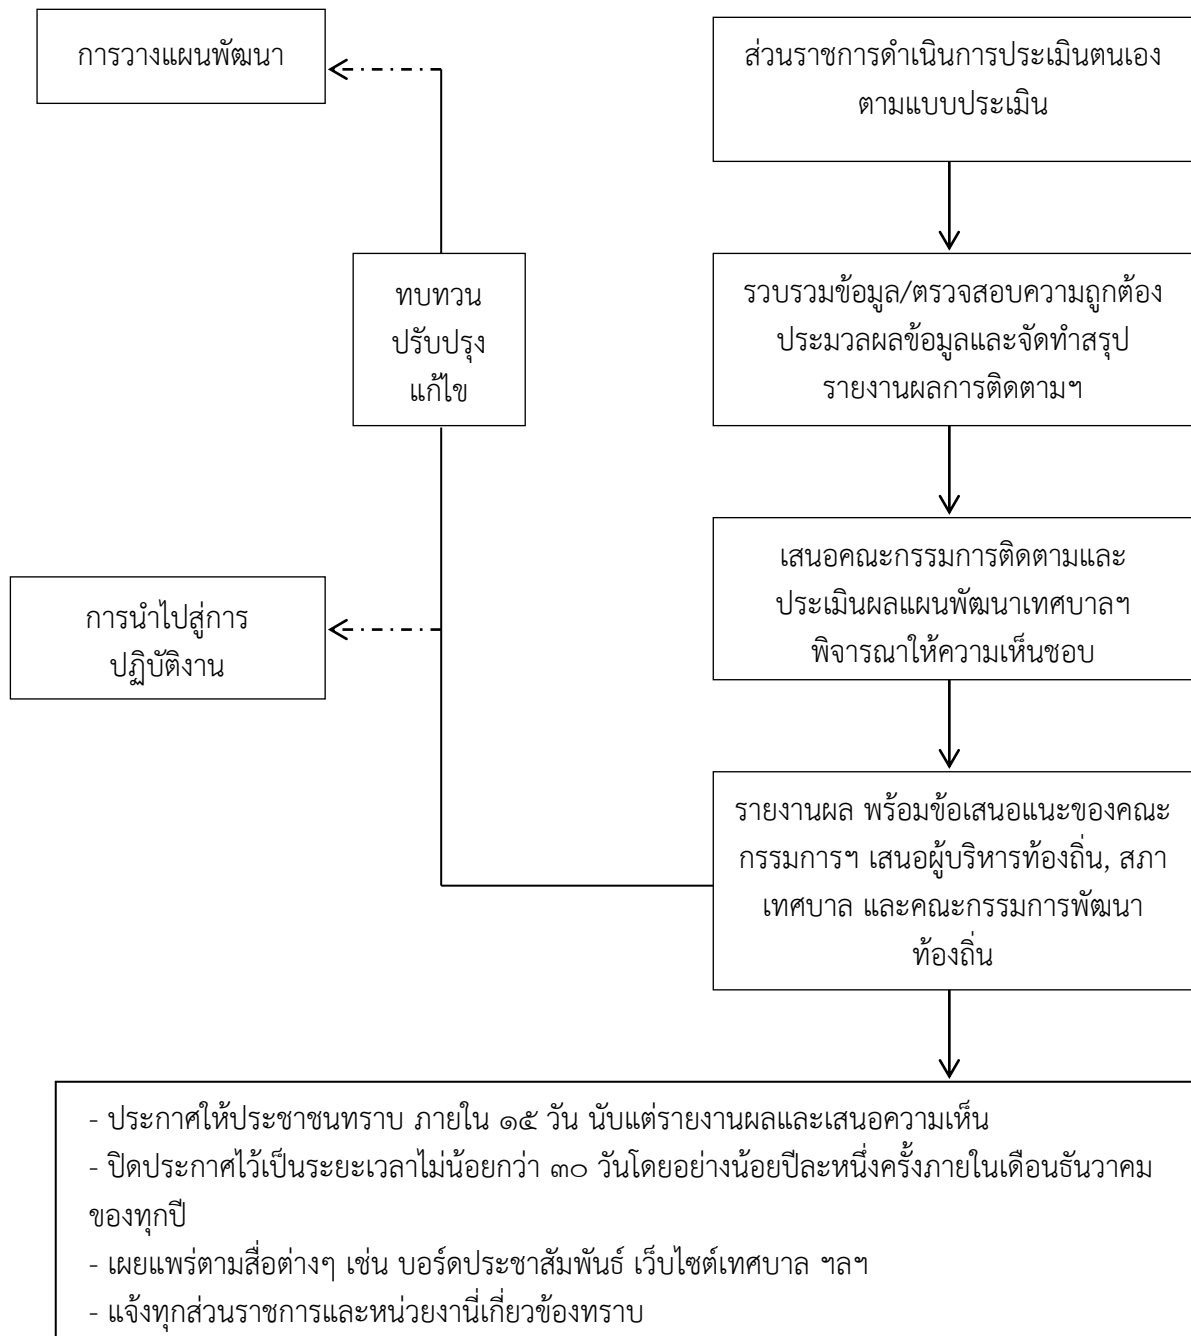 การวางแผนพัฒนา
ส่วนราชการดำเนินการประเมินตนเอง
ตามแบบประเมิน
ทบทวน
ปรับปรุง
แก้ไข
รวบรวมข้อมูล/ตรวจสอบความถูกต้อง
ประมวลผลข้อมูลและจัดทำสรุป
รายงานผลการติดตามฯ
เสนอคณะกรรมการติดตามและ
ประเมินผลแผนพัฒนาเทศบาลฯ
พิจารณาให้ความเห็นชอบ
การนำไปสู่การ
ปฏิบัติงาน
รายงานผล พร้อมข้อเสนอแนะของคณะ
กรรมการฯ เสนอผู้บริหารท้องถิ่น, สภา
เทศบาล และคณะกรรมการพัฒนา
ท้องถิ่น
- ประกาศให้ประชาชนทราบ ภายใน ๑๕ วัน นับแต่รายงานผลและเสนอความเห็น
- ปิดประกาศไว้เป็นระยะเวลาไม่น้อยกว่า ๓๐ วันโดยอย่างน้อยปีละหนึ่งครั้งภายในเดือนธันวาคม
ของทุกปี
- เผยแพร่ตามสื่อต่างๆ เช่น บอร์ดประชาสัมพันธ์ เว็บไซต์เทศบาล ฯลฯ
- แจ้งทุกส่วนราชการและหน่วยงานี่เกี่ยวข้องทราบ